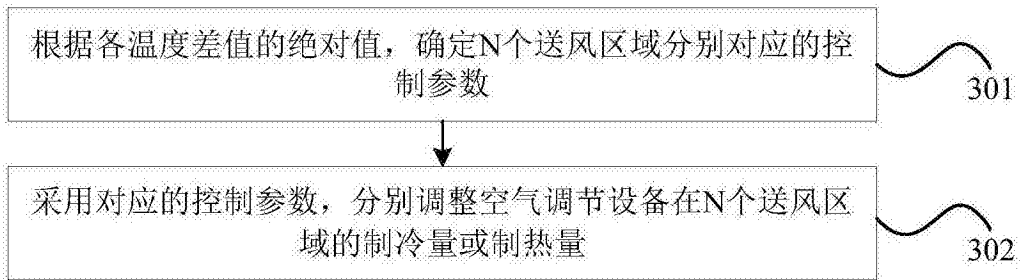 根据各温度差值的绝对值，确定N个送风区域分别对应的控
制参数
301
采用对应的控制参数，分别调整空气调节设备在N个送风区
域的制冷量或制热量
302